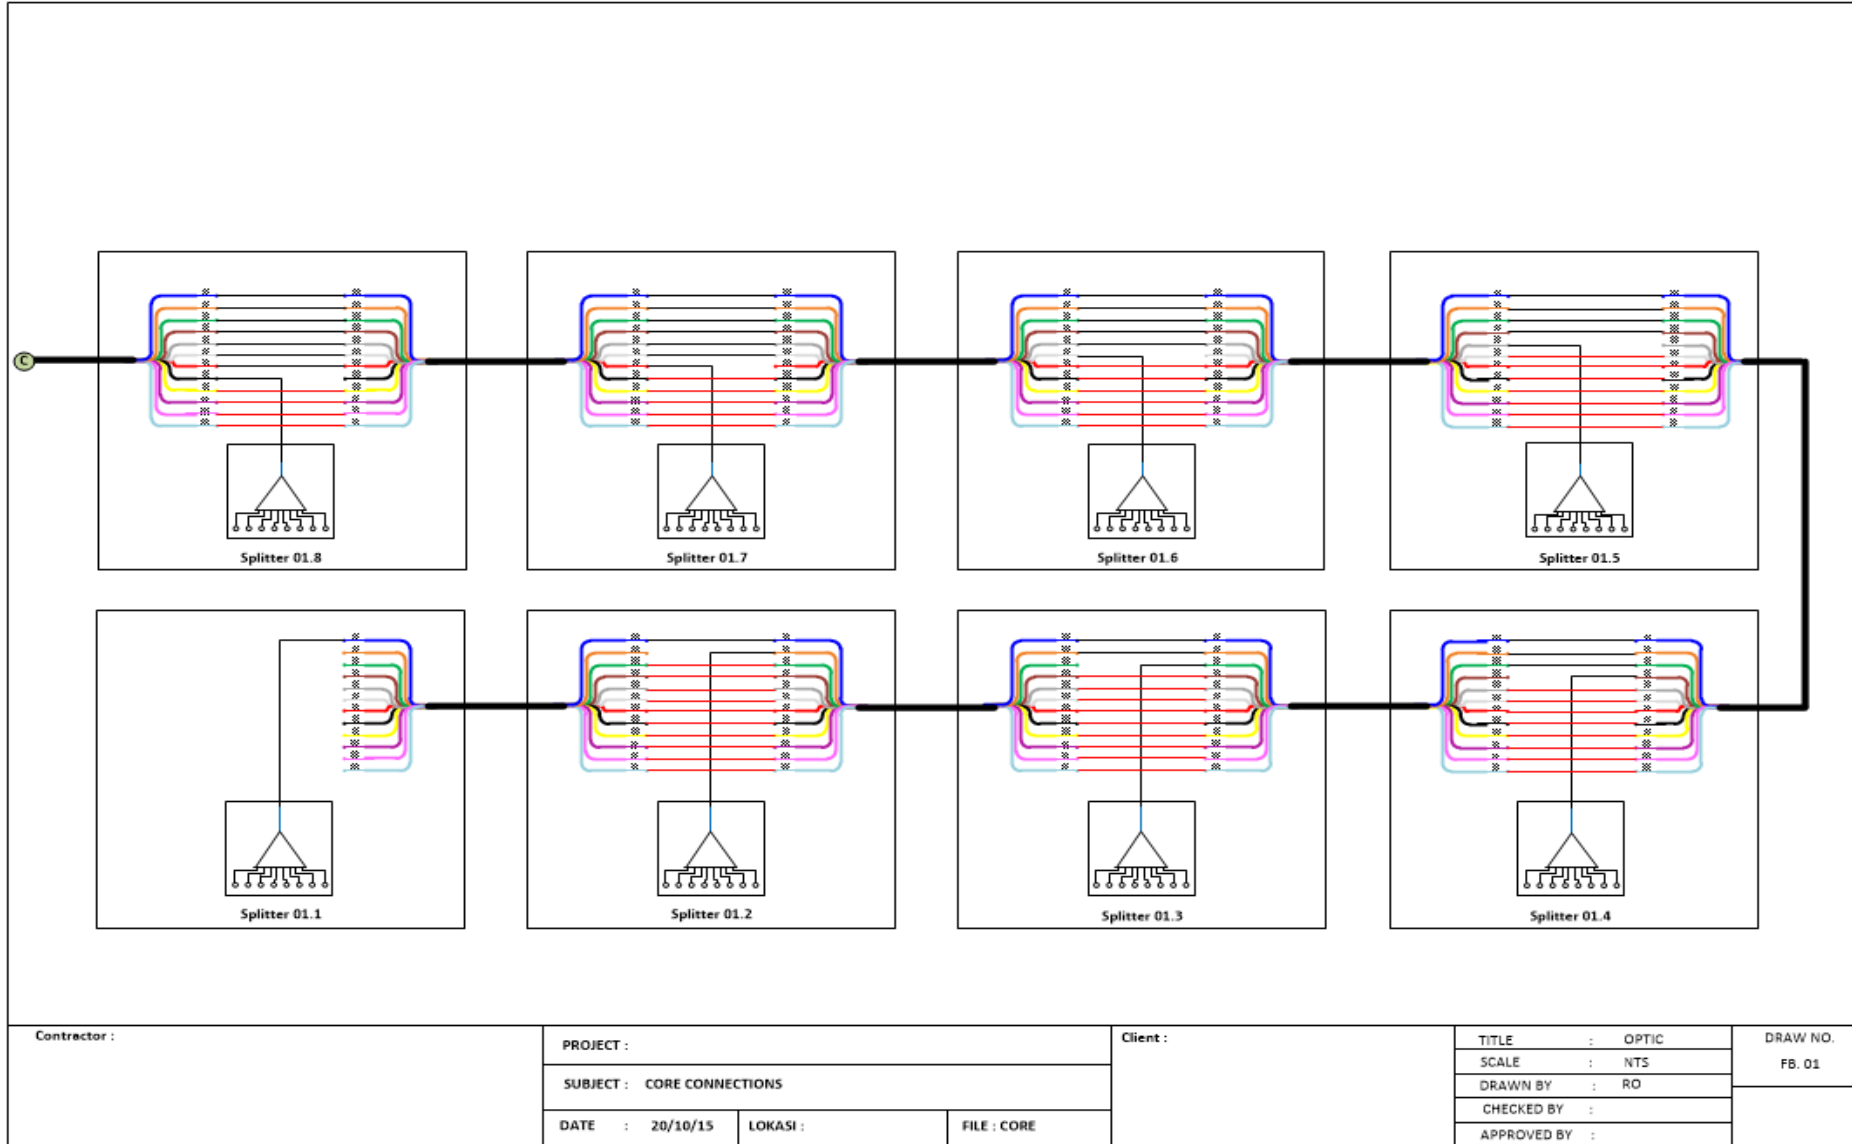 C
Splitter 01.8
Splitter 01.7
Splitter 01.6
Splitter 01.5
Splitter 01.1
Splitter 01.2
Splitter 01.3
Splitter 01.4
Contractor :
PROJECT :
SUBJECT : CORE CONNECTIONS
DATE : 20/10/15
LOKASI :
FILE : CORE
Client :
TITLE : OPTIC
SCALE : NTS
DRAWN BY : RO
CHECKED BY :
APPROVED BY :
DRAW NO.
FB. 01